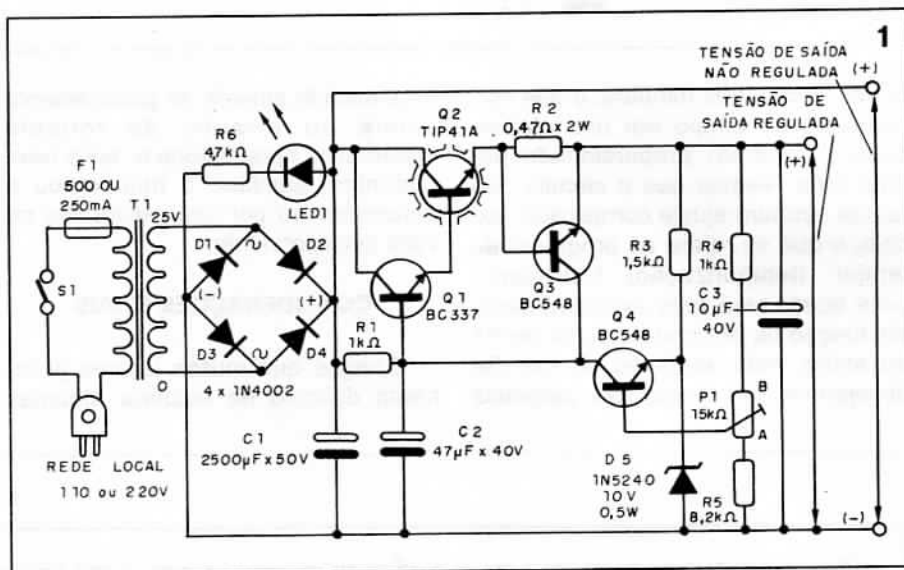 1
TENSÃO DE SAÍDA
NÃO REGULADA (+)
TENSÃO DE
SAÍDA REGULADA
(+)
Q2
TIP41A
R2
0,47Ω x 2W
R6
4,7kΩ
LED1
F1
500 OU
250mA
T1
25V
D1
D2
(−)
(+)
D3
D4
4 x 1N4002
0
S1
REDE LOCAL
110 ou 220V
Q1
BC337
R1
1kΩ
C1
2500µF x 50V
C2
47µF x 40V
Q3
BC548
Q4
BC548
R3
1,5kΩ
R4
1kΩ
C3
10µF
40V
P1
15kΩ
B
A
D5
1N5240
10V
0,5W
R5
8,2kΩ
(−)